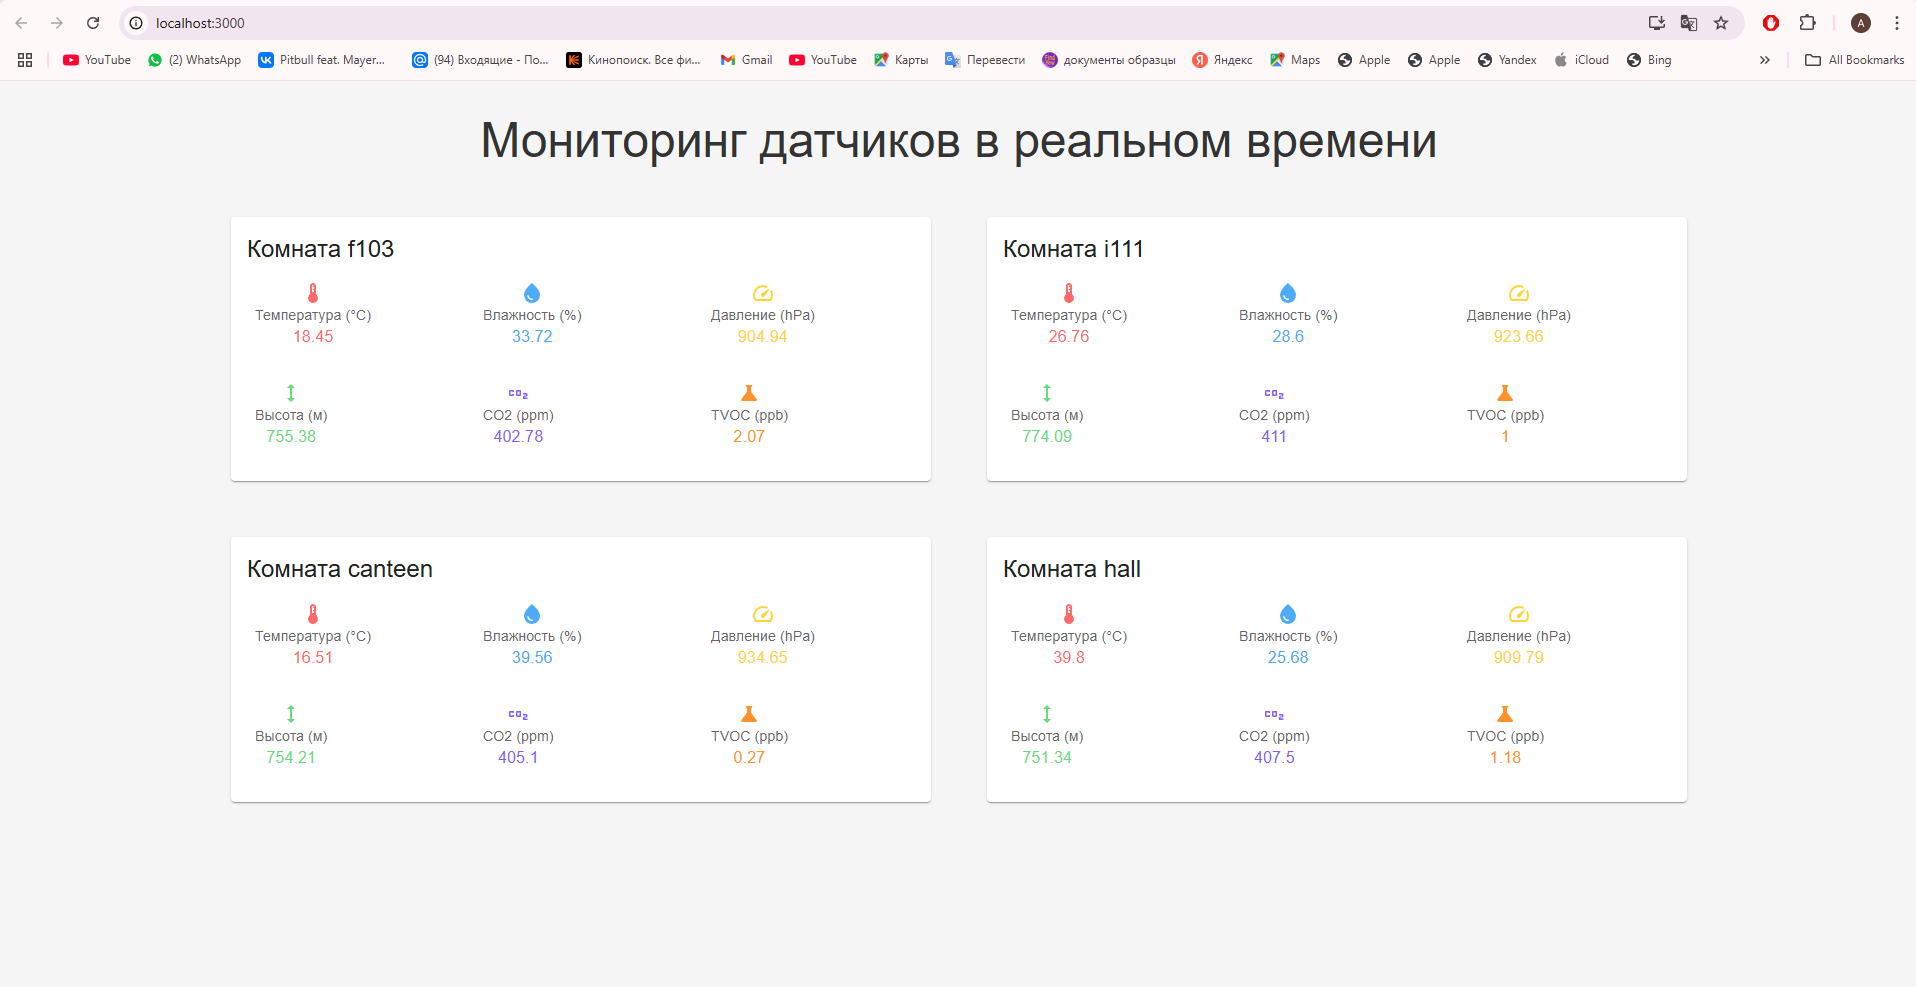 localhost:3000
A
YouTube (2) WhatsApp Pitbull feat. Mayer... (94) Входящие - По... Кинопоиск. Все фи... Gmail YouTube Карты Перевести документы образцы Яндекс Maps Apple Apple Yandex iCloud Bing » All Bookmarks
Мониторинг датчиков в реальном времени
Комната f103
Температура (°C) Влажность (%) Давление (hPa)
18.45 33.72 904.94
CO2 CO2
Высота (м) CO2 (ppm) TVOC (ppb)
755.38 402.78 2.07
Комната i111
Температура (°C) Влажность (%) Давление (hPa)
26.76 28.6 923.66
Высота (м) CO2 (ppm) TVOC (ppb)
774.09 411 1
Комната canteen
Температура (°C) Влажность (%) Давление (hPa)
16.51 39.56 934.65
CO2 CO2
Высота (м) CO2 (ppm) TVOC (ppb)
754.21 405.1 0.27
Комната hall
Температура (°C) Влажность (%) Давление (hPa)
39.8 25.68 909.79
Высота (м) CO2 (ppm) TVOC (ppb)
751.34 407.5 1.18